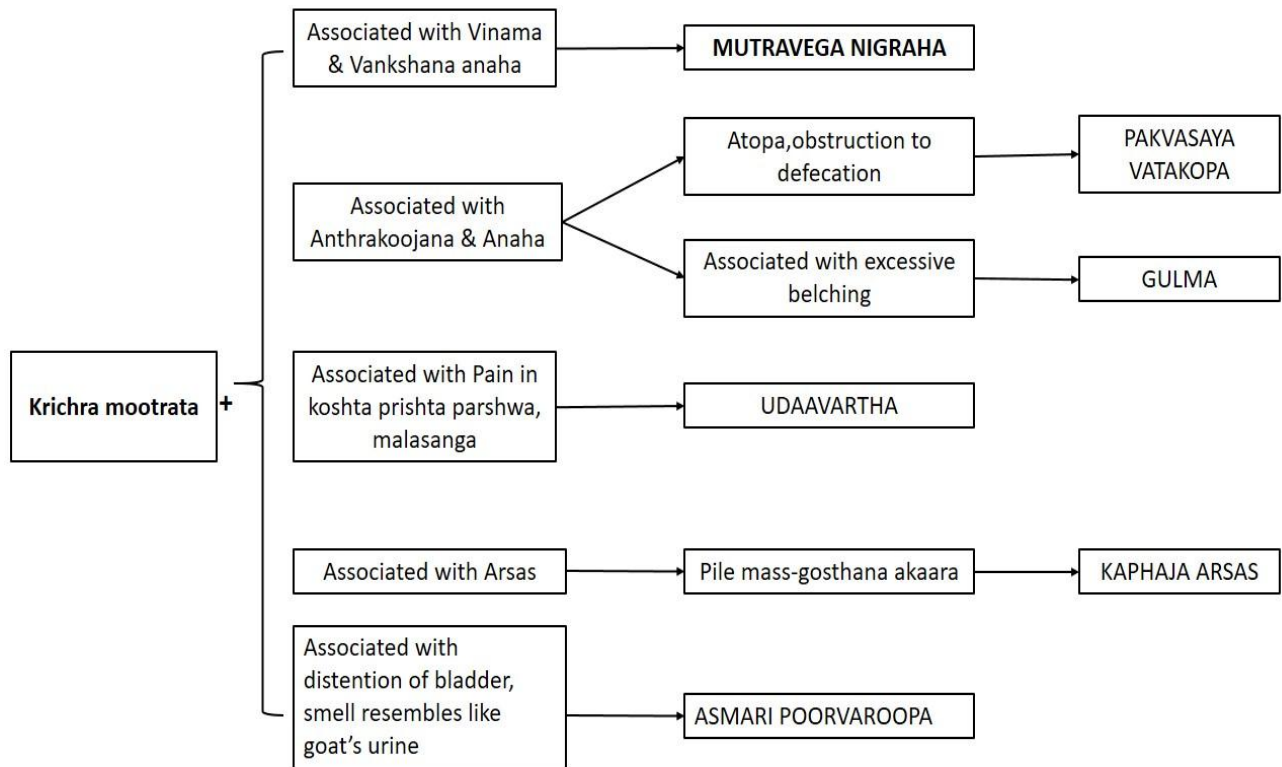 Krichra mootrata
+
Associated with Vinama
& Vankshana anaha
MUTRAVEGA NIGRAHA
Associated with
Anthrakoojana & Anaha
Atopa,obstruction to
defecation
PAKVASAYA
VATAKOPA
Associated with excessive
belching
GULMA
Associated with Pain in
koshta prishta parshwa,
malasanga
UDAAVARTHA
Associated with Arsas
Pile mass-gosthana akaara
KAPHAJA ARSAS
Associated with
distention of bladder,
smell resembles like
goat's urine
ASMARI POORVAROOPA